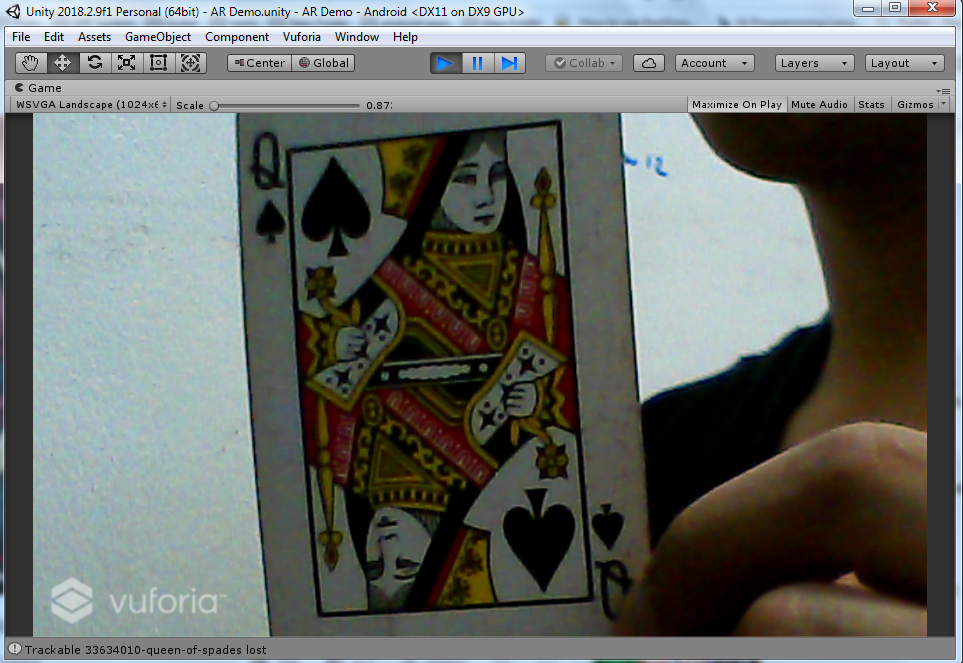 Unity 2018.2.9f1 Personal (64bit) - AR Demo.unity - AR Demo - Android <DX11 on DX9 GPU>
File Edit Assets GameObject Component Vuforia Window Help
Center Global Collab Account Layers Layout
Game
WSVGA Landscape (1024x6 Scale 0.87 Maximize On Play Mute Audio Stats Gizmos
Q
12
Q
vuforia™
Trackable 33634010-queen-of-spades lost